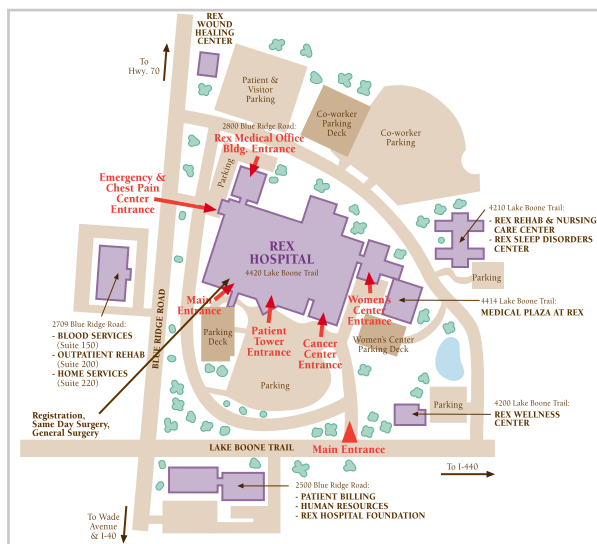 REX
WOUND
HEALING
CENTER
To
Hwy. 70
Patient &
Visitor
Parking
Co-worker
Parking
Deck
Co-worker
Parking
2800 Blue Ridge Road:
Rex Medical Office
Bldg. Entrance
Parking
Emergency &
Chest Pain
Center
Entrance
4210 Lake Boone Trail:
- REX REHAB & NURSING
CARE CENTER
- REX SLEEP DISORDERS
CENTER
Parking
REX
HOSPITAL
4420 Lake Boone Trail
Main
Entrance
Women's
Center
Entrance
4414 Lake Boone Trail:
MEDICAL PLAZA AT REX
2709 Blue Ridge Road:
- BLOOD SERVICES
(Suite 150)
- OUTPATIENT REHAB
(Suite 200)
- HOME SERVICES
(Suite 220)
BLUE RIDGE ROAD
Parking
Deck
Patient
Tower
Entrance
Cancer
Center
Entrance
Women's Center
Parking Deck
Parking
Parking
4200 Lake Boone Trail:
- REX WELLNESS
CENTER
Registration,
Same Day Surgery,
General Surgery
LAKE BOONE TRAIL
Main Entrance
To I-440
2500 Blue Ridge Road:
- PATIENT BILLING
- HUMAN RESOURCES
- REX HOSPITAL FOUNDATION
To Wade
Avenue
& I-40